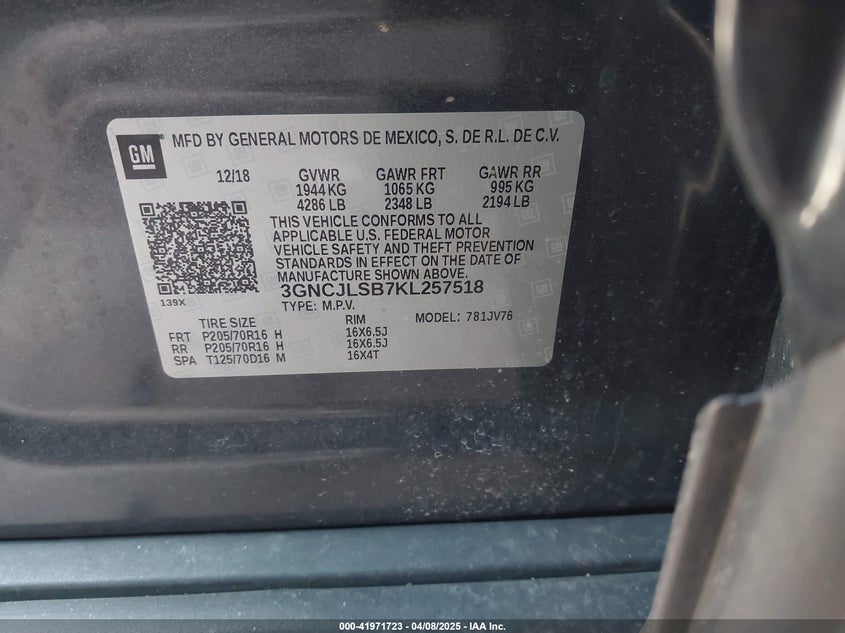 GM
MFD BY GENERAL MOTORS DE MEXICO, S. DE R.L. DE C.V.
12/18 GVWR GAWR FRT GAWR RR
1944 KG 1065 KG 995 KG
4286 LB 2348 LB 2194 LB
THIS VEHICLE CONFORMS TO ALL
APPLICABLE U.S. FEDERAL MOTOR
VEHICLE SAFETY AND THEFT PREVENTION
STANDARDS IN EFFECT ON THE DATE OF
MANUFACTURE SHOWN ABOVE.
139X
3GNCJLSB7KL257518
TYPE: M.P.V.
TIRE SIZE RIM MODEL: 781JV76
FRT P205/70R16 H 16X6.5J
RR P205/70R16 H 16X6.5J
SPA T125/70D16 M 16X4T
000-41971723 - 04/08/2025 - IAA Inc.